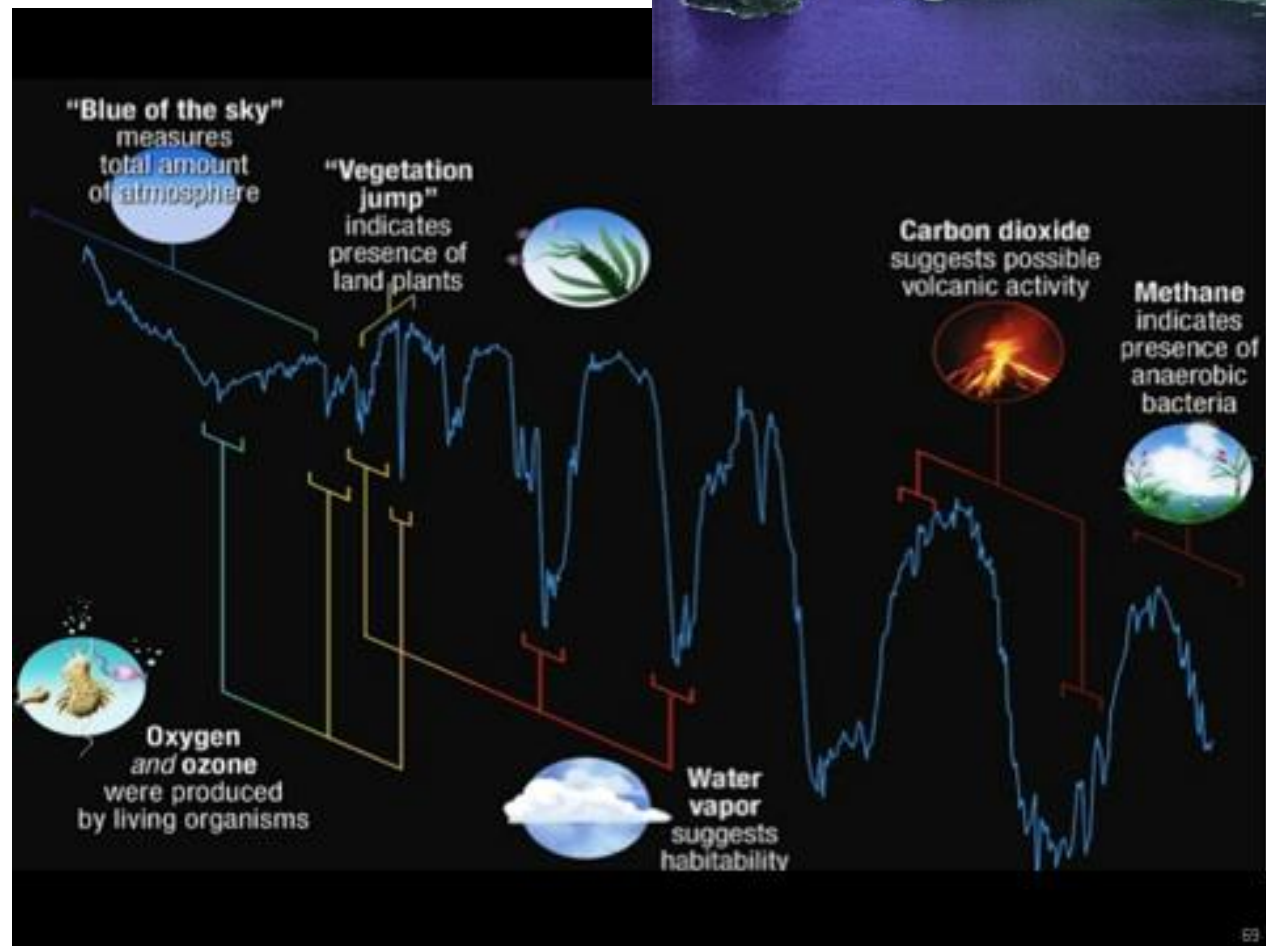 “Blue of the sky”
measures
total amount
of atmosphere
“Vegetation
jump”
indicates
presence of
land plants
Carbon dioxide
suggests possible
volcanic activity
Methane
indicates
presence of
anaerobic
bacteria
Oxygen
and ozone
were produced
by living organisms
Water
vapor
suggests
habitability
69